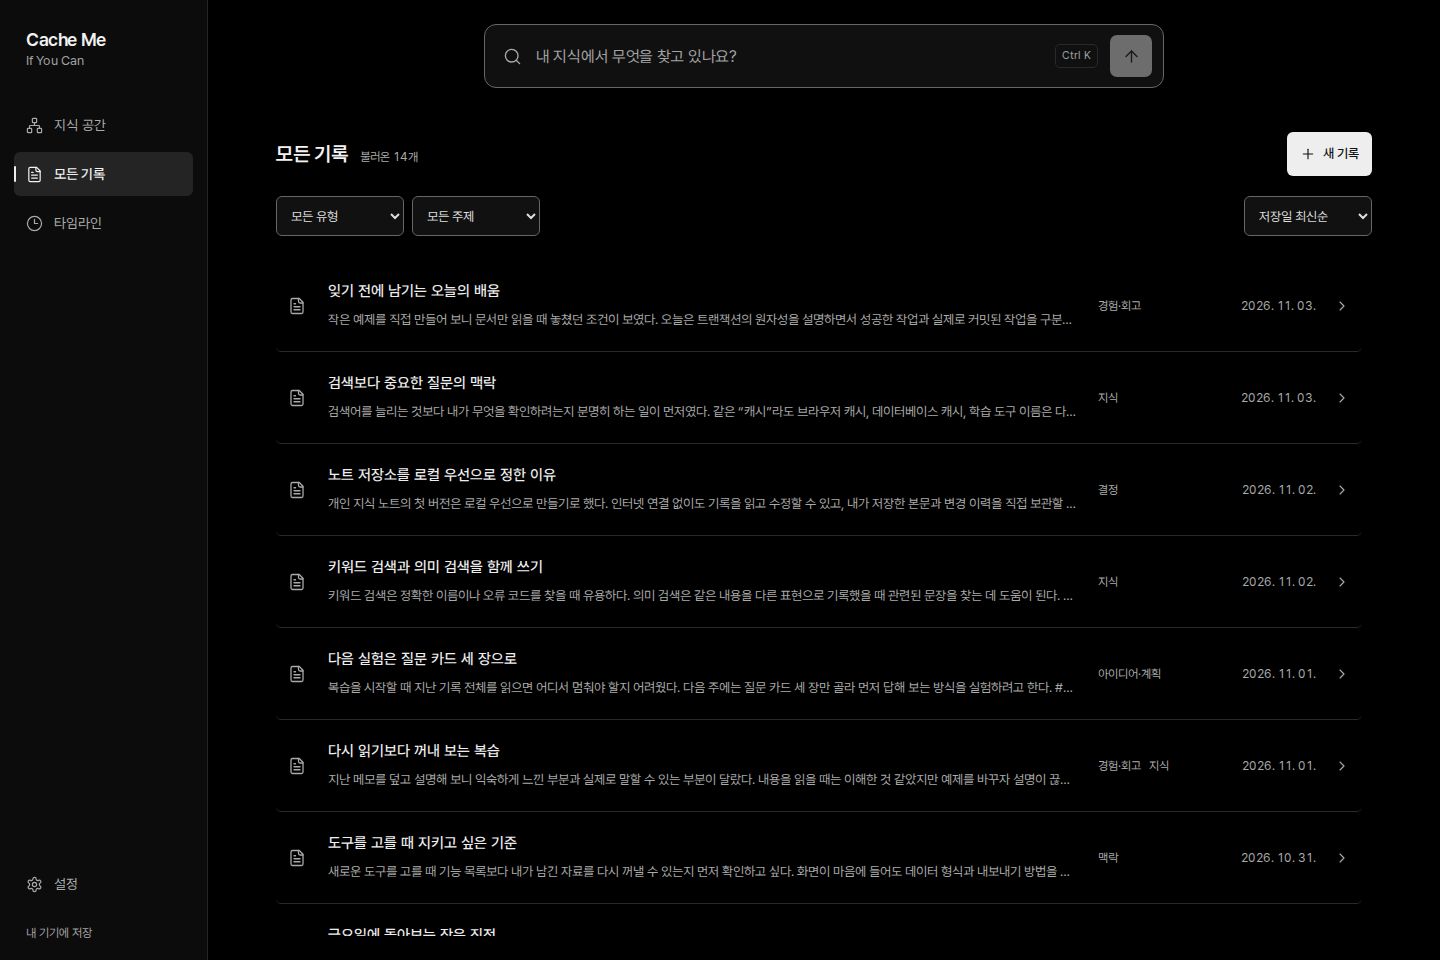 Cache Me
If You Can
지식 공간
모든 기록
타임라인
설정
내 기기에 저장
내 지식에서 무엇을 찾고 있나요?
Ctrl K
모든 기록
불러온 14개
새 기록
모든 유형
모든 주제
저장일 최신순
잊기 전에 남기는 오늘의 배움
작은 예제를 직접 만들어 보니 문서만 읽을 때 놓쳤던 조건이 보였다. 오늘은 트랜잭션의 원자성을 설명하면서 성공한 작업과 실제로 커밋된 작업을 구분...
경험·회고
2026. 11. 03.
검색보다 중요한 질문의 맥락
검색어를 늘리는 것보다 내가 무엇을 확인하려는지 분명히 하는 일이 먼저였다. 같은 “캐시”라도 브라우저 캐시, 데이터베이스 캐시, 학습 도구 이름은 다...
지식
2026. 11. 03.
노트 저장소를 로컬 우선으로 정한 이유
개인 지식 노트의 첫 버전은 로컬 우선으로 만들기로 했다. 인터넷 연결 없이도 기록을 읽고 수정할 수 있고, 내가 저장한 본문과 변경 이력을 직접 보관할 ...
결정
2026. 11. 02.
키워드 검색과 의미 검색을 함께 쓰기
키워드 검색은 정확한 이름이나 오류 코드를 찾을 때 유용하다. 의미 검색은 같은 내용을 다른 표현으로 기록했을 때 관련된 문장을 찾는 데 도움이 된다. ...
지식
2026. 11. 02.
다음 실험은 질문 카드 세 장으로
복습을 시작할 때 지난 기록 전체를 읽으면 어디서 멈춰야 할지 어려웠다. 다음 주에는 질문 카드 세 장만 골라 먼저 답해 보는 방식을 실험하려고 한다. #...
아이디어·계획
2026. 11. 01.
다시 읽기보다 꺼내 보는 복습
지난 메모를 덮고 설명해 보니 익숙하게 느낀 부분과 실제로 말할 수 있는 부분이 달랐다. 내용을 읽을 때는 이해한 것 같았지만 예제를 바꾸자 설명이 끊...
경험·회고 지식
2026. 11. 01.
도구를 고를 때 지키고 싶은 기준
새로운 도구를 고를 때 기능 목록보다 내가 남긴 자료를 다시 꺼낼 수 있는지 먼저 확인하고 싶다. 화면이 마음에 들어도 데이터 형식과 내보내기 방법을 ...
맥락
2026. 10. 31.
금요일에 돌아보는 작은 진전